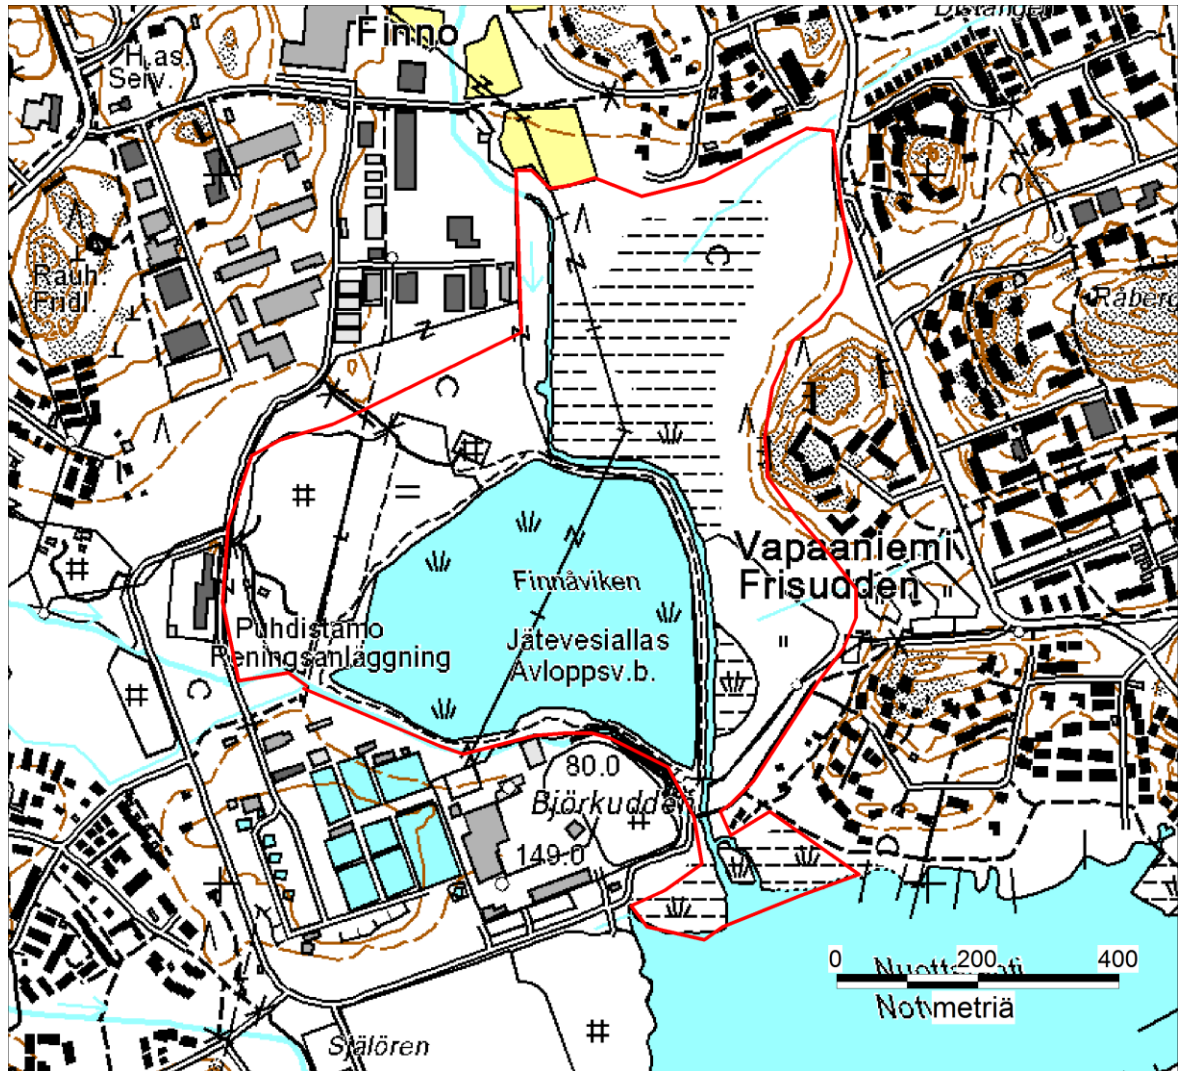 Finno
H.as.
Serv.
Rauh.
Fridl.
Vapaaniemi
Frisudden
Finnåviken
Jätevesiallas
Avloppsv.b.
Puhdistamo
Reningsanläggning
80.0
Björkudden
149.0
0 200 400
metriä
Själören